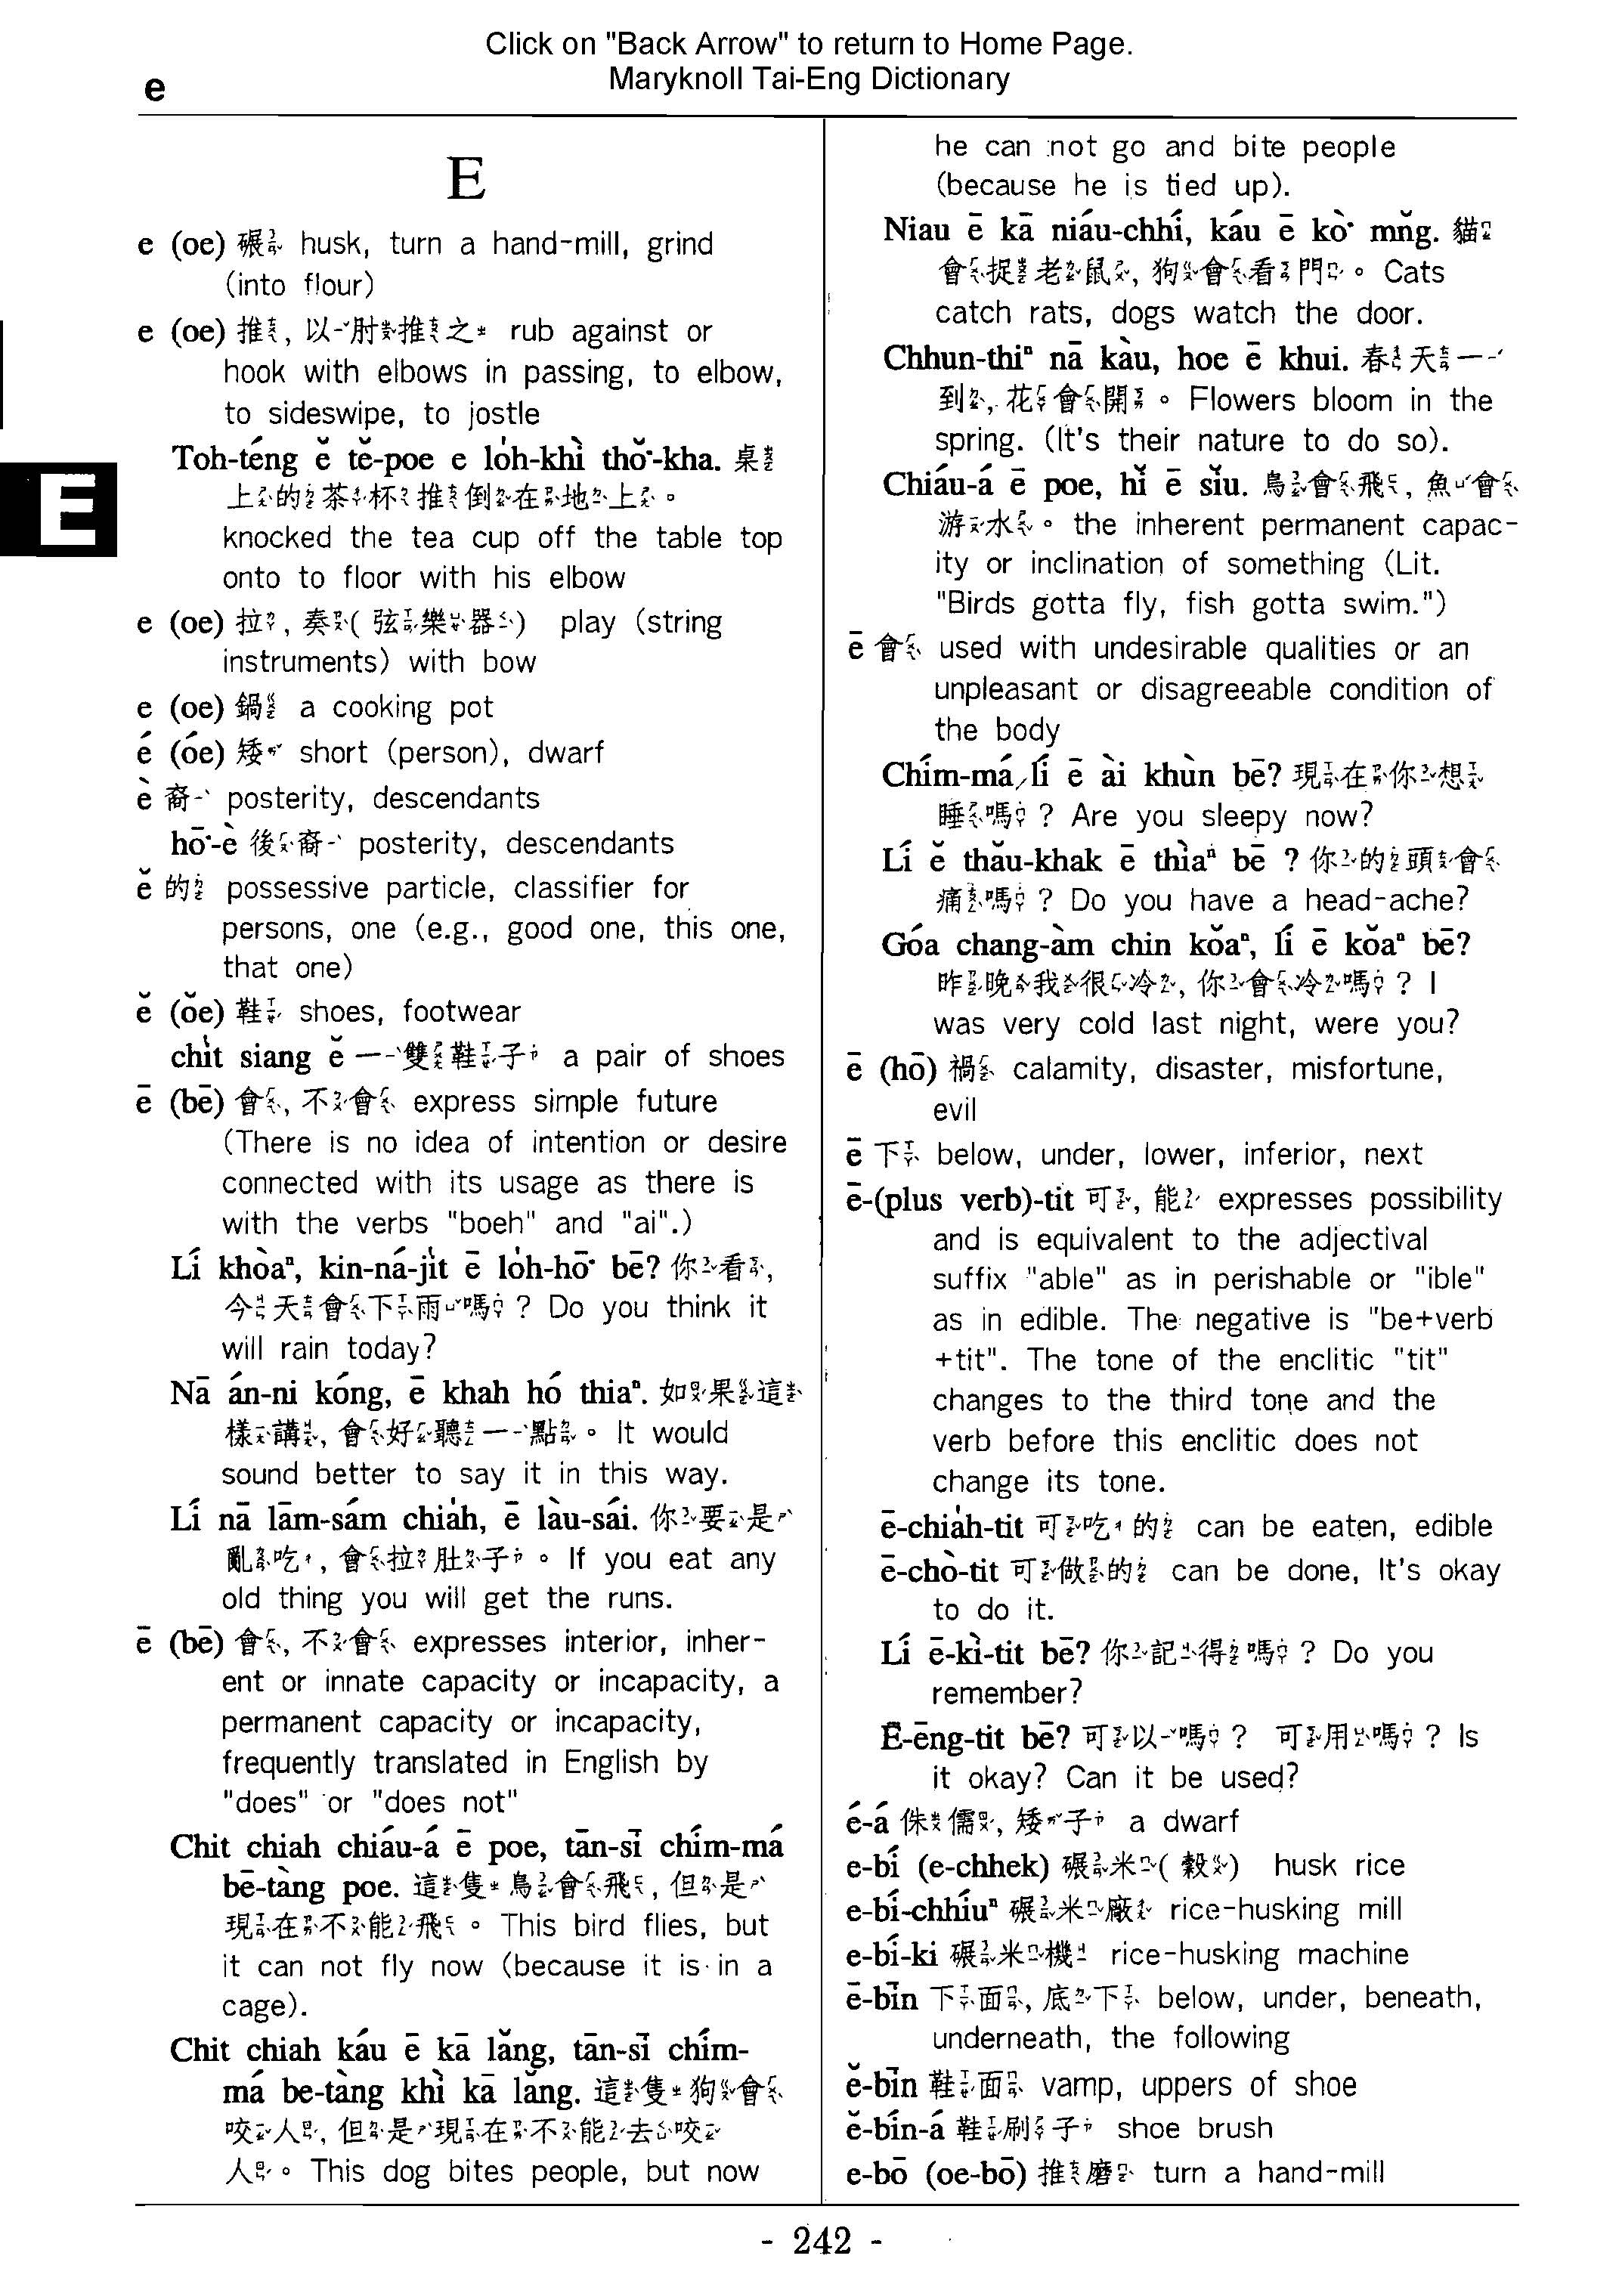 Click on "Back Arrow" to return to Home Page.
Maryknoll Tai-Eng Dictionary
e
E
e (oe) 碾 husk, turn a hand-mill, grind
(into flour)
e (oe) 推, 以肘推之 rub against or
hook with elbows in passing, to elbow,
to sideswipe, to jostle
Toh-téng ĕ tĕ-poe e lo̍h-khì thŏ͘-kha. 桌
上的茶杯推倒在地上。
knocked the tea cup off the table top
onto to floor with his elbow
e (oe) 拉, 奏(弦樂器) play (string
instruments) with bow
e (oe) 鍋 a cooking pot
é (óe) 矮 short (person), dwarf
è 裔 posterity, descendants
hō͘-è 後裔 posterity, descendants
ĕ 的 possessive particle, classifier for
persons, one (e.g., good one, this one,
that one)
ĕ (ŏe) 鞋 shoes, footwear
chi̍t siang ĕ 一雙鞋子 a pair of shoes
ē (bē) 會, 不會 express simple future
(There is no idea of intention or desire
connected with its usage as there is
with the verbs "boeh" and "ai".)
Lí khòaⁿ, kin-ná-ji̍t ē lo̍h-hō͘ bē? 你看,
今天會下雨嗎? Do you think it
will rain today?
Nā án-ni kóng, ē khah hó thiaⁿ. 如果這
樣講, 會好聽一點。 It would
sound better to say it in this way.
Lí nā lām-sám chia̍h, ē làu-sái. 你要是
亂吃, 會拉肚子。 If you eat any
old thing you will get the runs.
ē (bē) 會, 不會 expresses interior, inher-
ent or innate capacity or incapacity, a
permanent capacity or incapacity,
frequently translated in English by
"does" or "does not"
Chit chiah chiáu-á ē poe, tān-sī chím-má
bē-tàng poe. 這隻鳥會飛, 但是
現在不能飛。 This bird flies, but
it can not fly now (because it is in a
cage).
Chit chiah káu ē kā lăng, tān-sī chím-
má be-tàng khì kā lăng. 這隻狗會
咬人, 但是現在不能去咬
人。 This dog bites people, but now
he can not go and bite people
(because he is tied up).
Niau ē kā niáu-chhí, káu ē kò͘ mn̆g. 貓
會捉老鼠, 狗會看門。 Cats
catch rats, dogs watch the door.
Chhun-thiⁿ nā kàu, hoe ē khui. 春天一
到, 花會開。 Flowers bloom in the
spring. (It's their nature to do so).
Chiáu-á ē poe, hĭ ē sĭu. 鳥會飛, 魚會
游水。 the inherent permanent capac-
ity or inclination of something (Lit.
"Birds gotta fly, fish gotta swim.")
ē 會 used with undesirable qualities or an
unpleasant or disagreeable condition of
the body
Chím-má, lí ē ài khùn bē? 現在你想
睡嗎? Are you sleepy now?
Lí ĕ thău-khak ē thiàⁿ bē ? 你的頭會
痛嗎? Do you have a head-ache?
Góa chang-àm chin kŏaⁿ, lí ē kŏaⁿ bē?
昨晚我很冷, 你會冷嗎? I
was very cold last night, were you?
ē (hō) 禍 calamity, disaster, misfortune,
evil
ē 下 below, under, lower, inferior, next
ē-(plus verb)-tit 可, 能 expresses possibility
and is equivalent to the adjectival
suffix "able" as in perishable or "ible"
as in edible. The negative is "be+verb
+tit". The tone of the enclitic "tit"
changes to the third tone and the
verb before this enclitic does not
change its tone.
ē-chia̍h-tit 可吃的 can be eaten, edible
ē-chò-tit 可做的 can be done, It's okay
to do it.
Lí ē-kì-tit bē? 你記得嗎? Do you
remember?
Ē-ēng-tit bē? 可以嗎? 可用嗎? Is
it okay? Can it be used?
é-á 侏儒, 矮子 a dwarf
e-bí (e-chhek) 碾米(穀) husk rice
e-bí-chhíuⁿ 碾米廠 rice-husking mill
e-bí-ki 碾米機 rice-husking machine
ē-bīn 下面, 底下 below, under, beneath,
underneath, the following
ĕ-bīn 鞋面 vamp, uppers of shoe
ĕ-bín-á 鞋刷子 shoe brush
e-bō (oe-bō) 推磨 turn a hand-mill
E
- 242 -